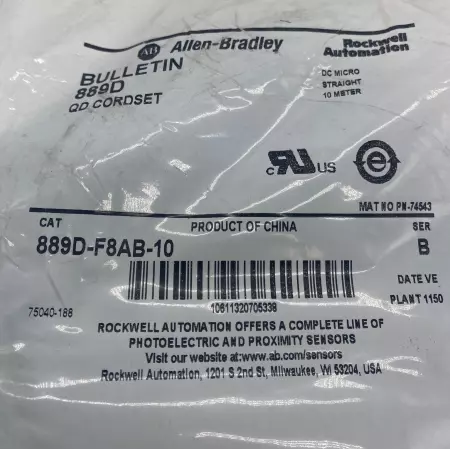 AB Allen-Bradley
Rockwell
Automation
BULLETIN
889D
QD CORDSET
DC MICRO
STRAIGHT
10 METER
c RU US
e
MAT NO PN-74543
CAT
PRODUCT OF CHINA
SER
889D-F8AB-10
B
DATE VE
PLANT 1150
75040-188
10611320705338
ROCKWELL AUTOMATION OFFERS A COMPLETE LINE OF
PHOTOELECTRIC AND PROXIMITY SENSORS
Visit our website at:www.ab.com/sensors
Rockwell Automation, 1201 S 2nd St, Milwaukee, WI 53204, USA